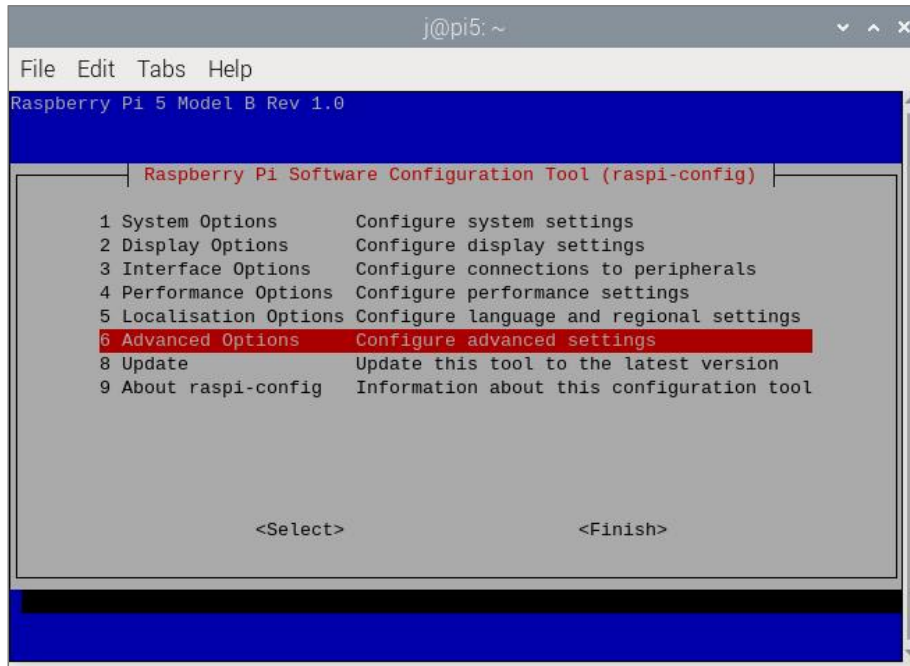 j@pi5: ~
File Edit Tabs Help
Raspberry Pi 5 Model B Rev 1.0
Raspberry Pi Software Configuration Tool (raspi-config)
1 System Options Configure system settings
2 Display Options Configure display settings
3 Interface Options Configure connections to peripherals
4 Performance Options Configure performance settings
5 Localisation Options Configure language and regional settings
6 Advanced Options Configure advanced settings
8 Update Update this tool to the latest version
9 About raspi-config Information about this configuration tool
<Select> <Finish>